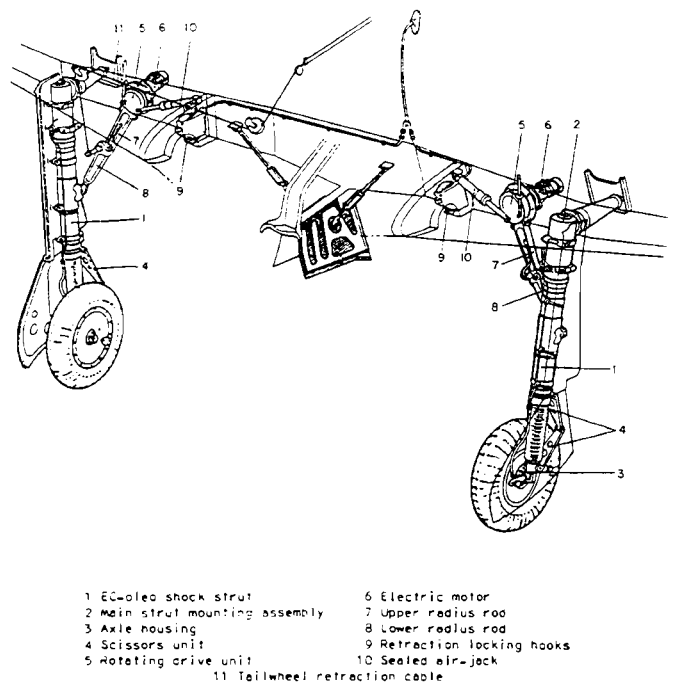 11 5 6 10
5 6 2
7
8
9
1
4
9 10 7
8
1
4
3
1 EC-oleo shock strut
2 Main strut mounting assembly
3 Axle housing
4 Scissors unit
5 Rotating drive unit
6 Electric motor
7 Upper radius rod
8 Lower radius rod
9 Retraction locking hooks
10 Sealed air-jack
11 Tailwheel retraction cable